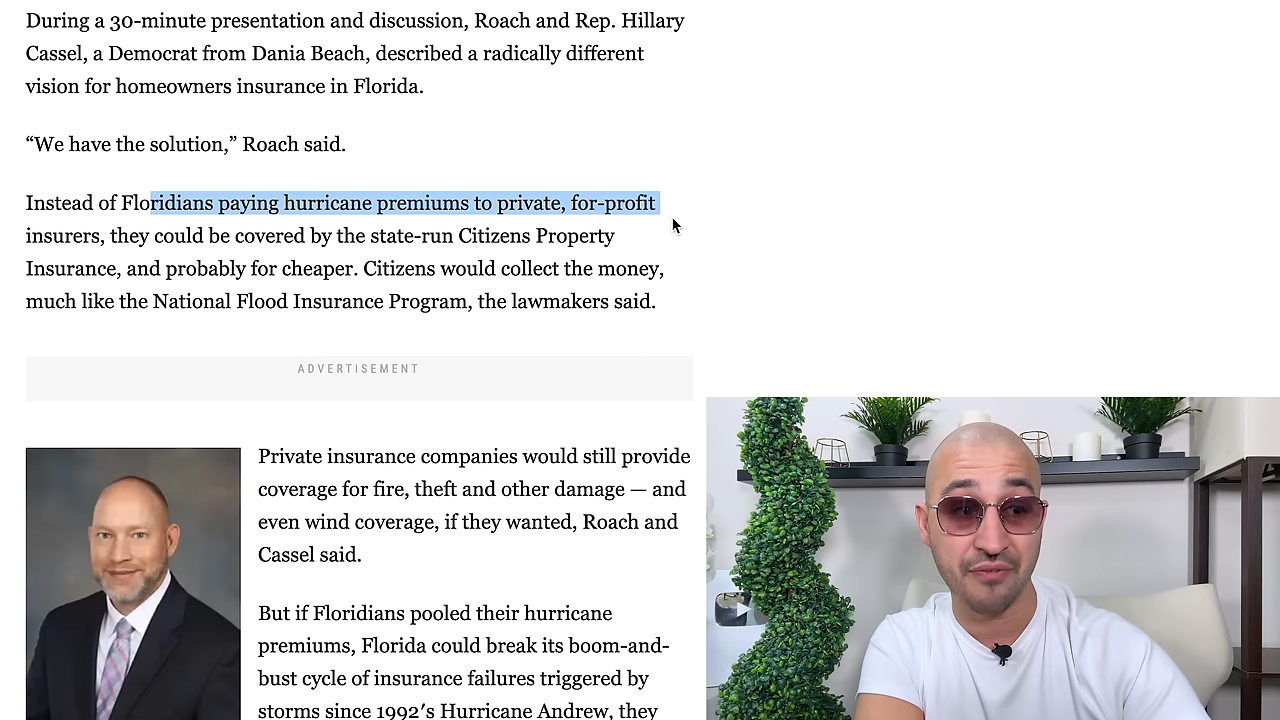 During a 30-minute presentation and discussion, Roach and Rep. Hillary
Cassel, a Democrat from Dania Beach, described a radically different
vision for homeowners insurance in Florida.
“We have the solution,” Roach said.
Instead of Floridians paying hurricane premiums to private, for-profit
insurers, they could be covered by the state-run Citizens Property
Insurance, and probably for cheaper. Citizens would collect the money,
much like the National Flood Insurance Program, the lawmakers said.
ADVERTISEMENT
Private insurance companies would still provide
coverage for fire, theft and other damage — and
even wind coverage, if they wanted, Roach and
Cassel said.
But if Floridians pooled their hurricane
premiums, Florida could break its boom-and-
bust cycle of insurance failures triggered by
storms since 1992′s Hurricane Andrew, they